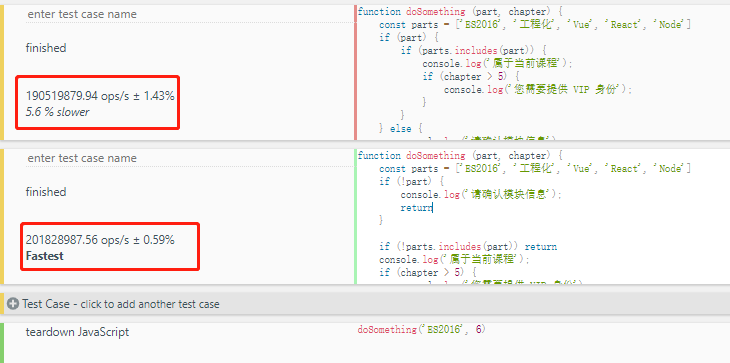 enter test case name
finished
190519879.94 ops/s ± 1.43%
5.6 % slower
function doSomething (part, chapter) {
const parts = ['ES2016', '工程化', 'Vue', 'React', 'Node']
if (part) {
if (parts.includes(part)) {
console.log('属于当前课程');
if (chapter > 5) {
console.log('您需要提供 VIP 身份');
}
}
} else {
enter test case name
finished
201828987.56 ops/s ± 0.59%
Fastest
function doSomething (part, chapter) {
const parts = ['ES2016', '工程化', 'Vue', 'React', 'Node']
if (!part) {
console.log('请确认模块信息');
return
}
if (!parts.includes(part)) return
console.log('属于当前课程');
if (chapter > 5) {
Test Case - click to add another test case
teardown JavaScript
doSomething('ES2016', 6)